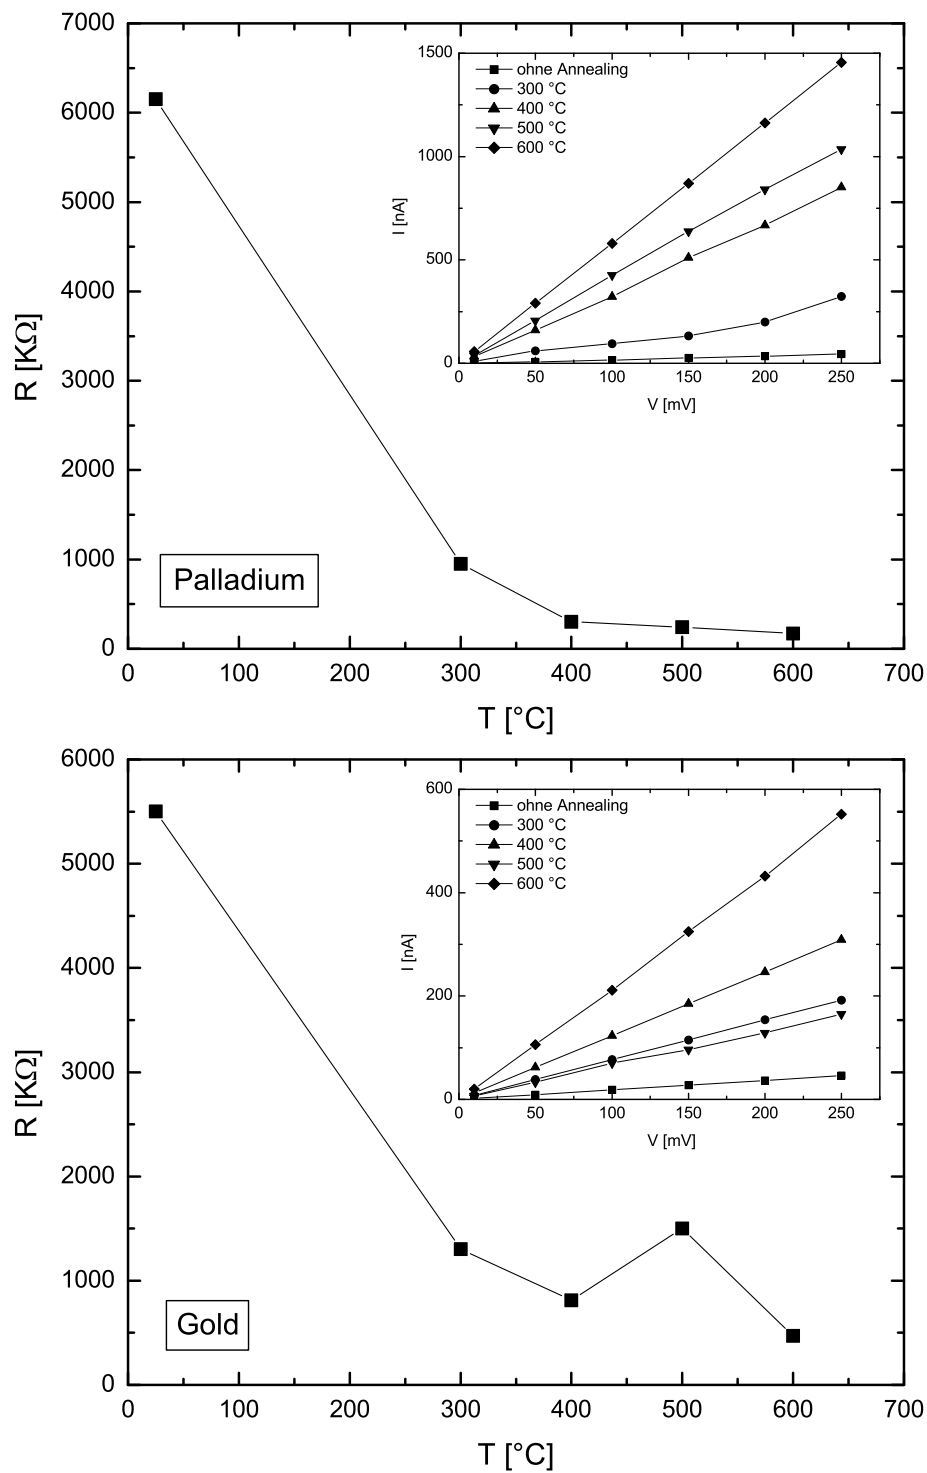 7000
6000
5000
4000
3000
2000
1000
0
R [KΩ]
0 100 200 300 400 500 600 700
T [°C]
Palladium
1500
1000
500
0
I [nA]
ohne Annealing
300 °C
400 °C
500 °C
600 °C
0 50 100 150 200 250
V [mV]
6000
5000
4000
3000
2000
1000
0
R [KΩ]
0 100 200 300 400 500 600 700
T [°C]
Gold
600
400
200
0
I [nA]
ohne Annealing
300 °C
400 °C
500 °C
600 °C
0 50 100 150 200 250
V [mV]